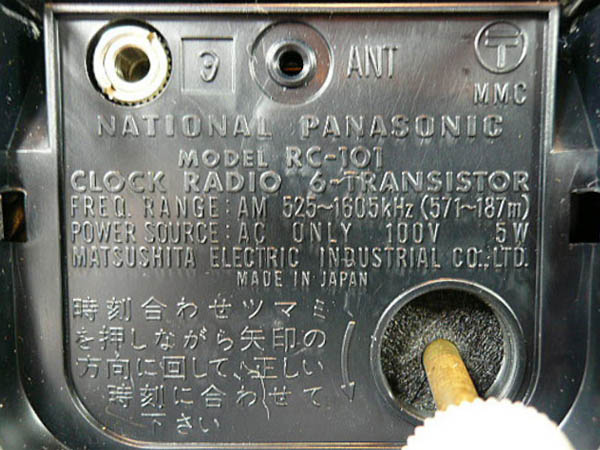 ANT
T
MMC
NATIONAL PANASONIC
MODEL RC-101
CLOCK RADIO 6-TRANSISTOR
FREQ. RANGE: AM 525~1605kHz (571~187m)
POWER SOURCE: AC ONLY 100V 5W
MATSUSHITA ELECTRIC INDUSTRIAL CO.,LTD.
MADE IN JAPAN
時刻合わせツマミ
を押しながら矢印の
方向に回して、正しい
時刻に合わせて
下さい